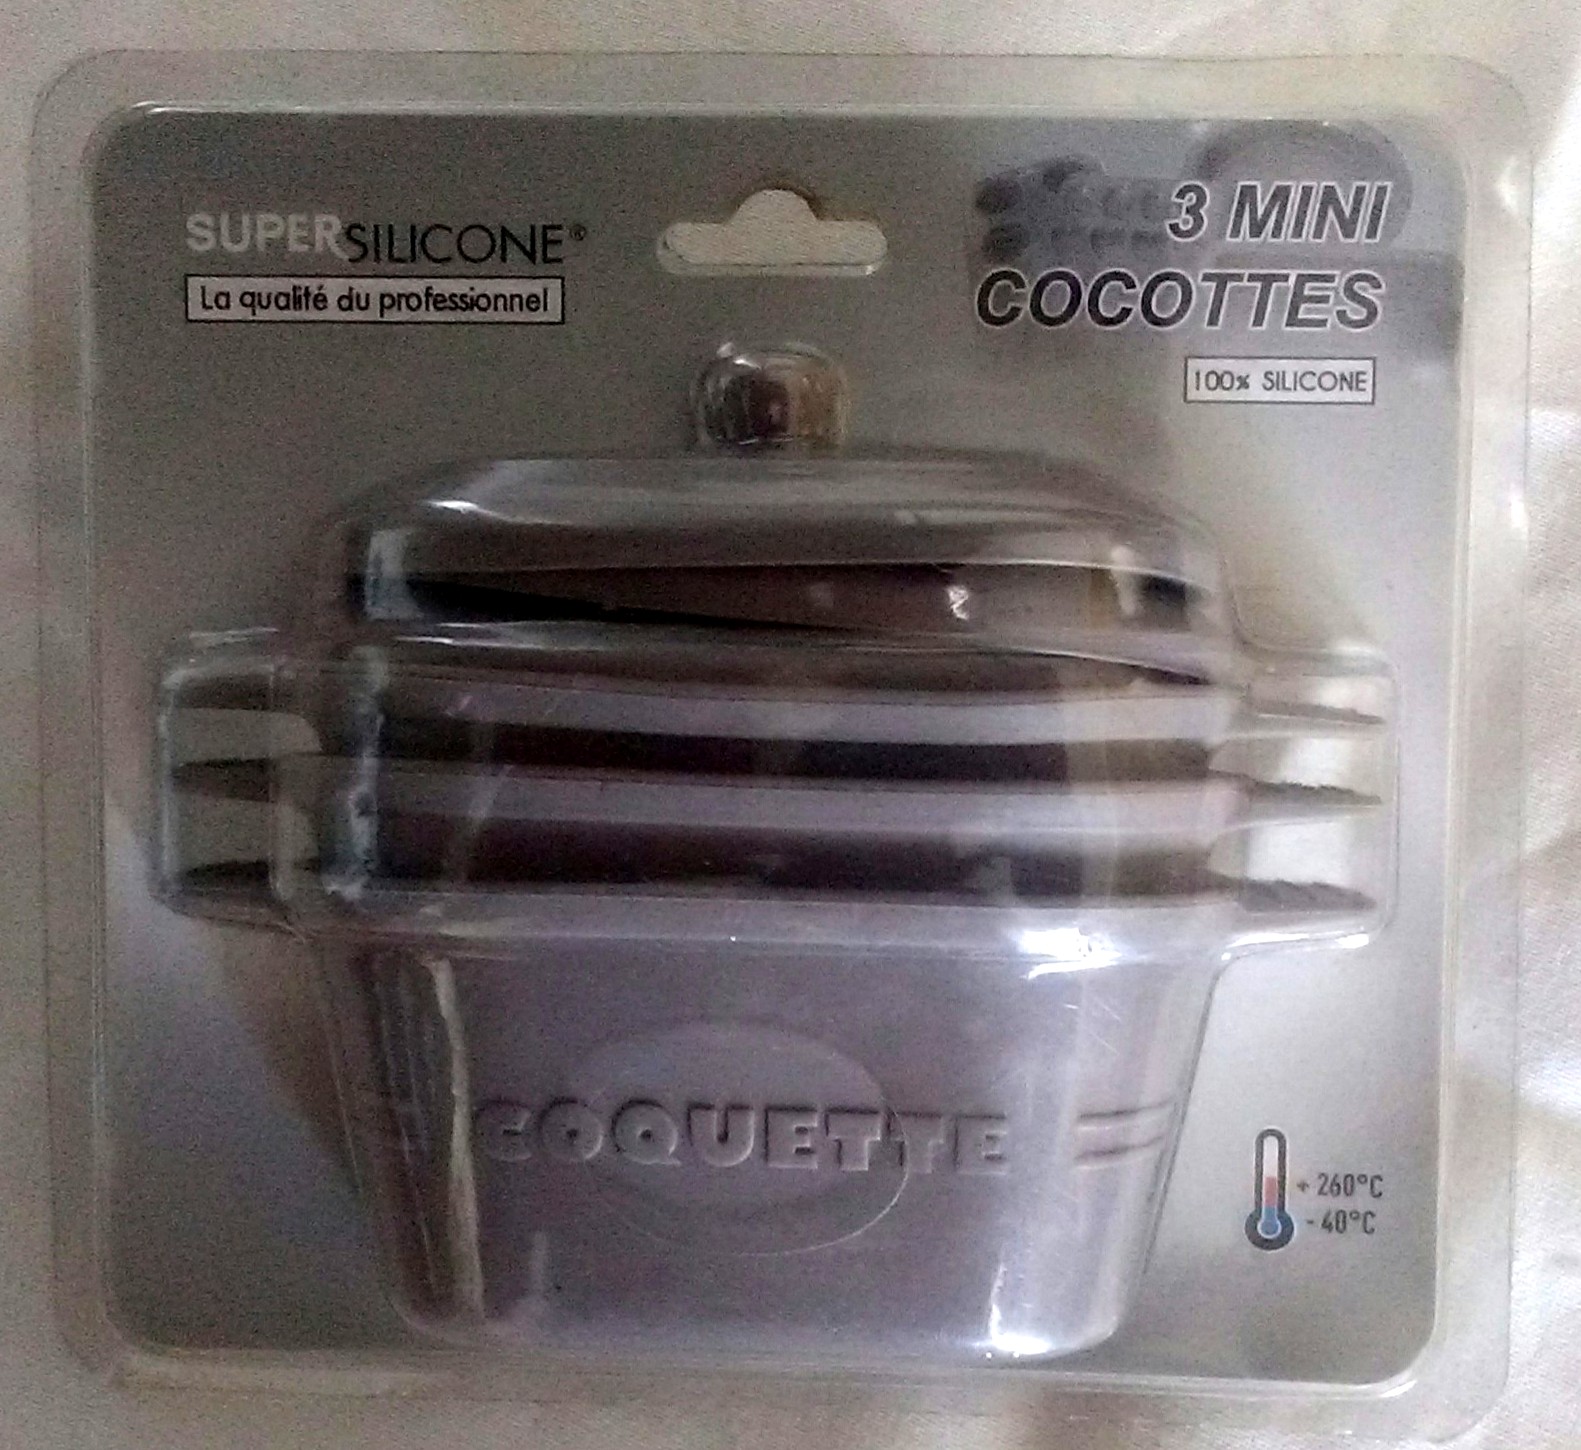 SUPERSILICONE®
La qualité du professionnel
3 MINI
COCOTTES
100% SILICONE
COQUETTE
+ 260°C
- 40°C